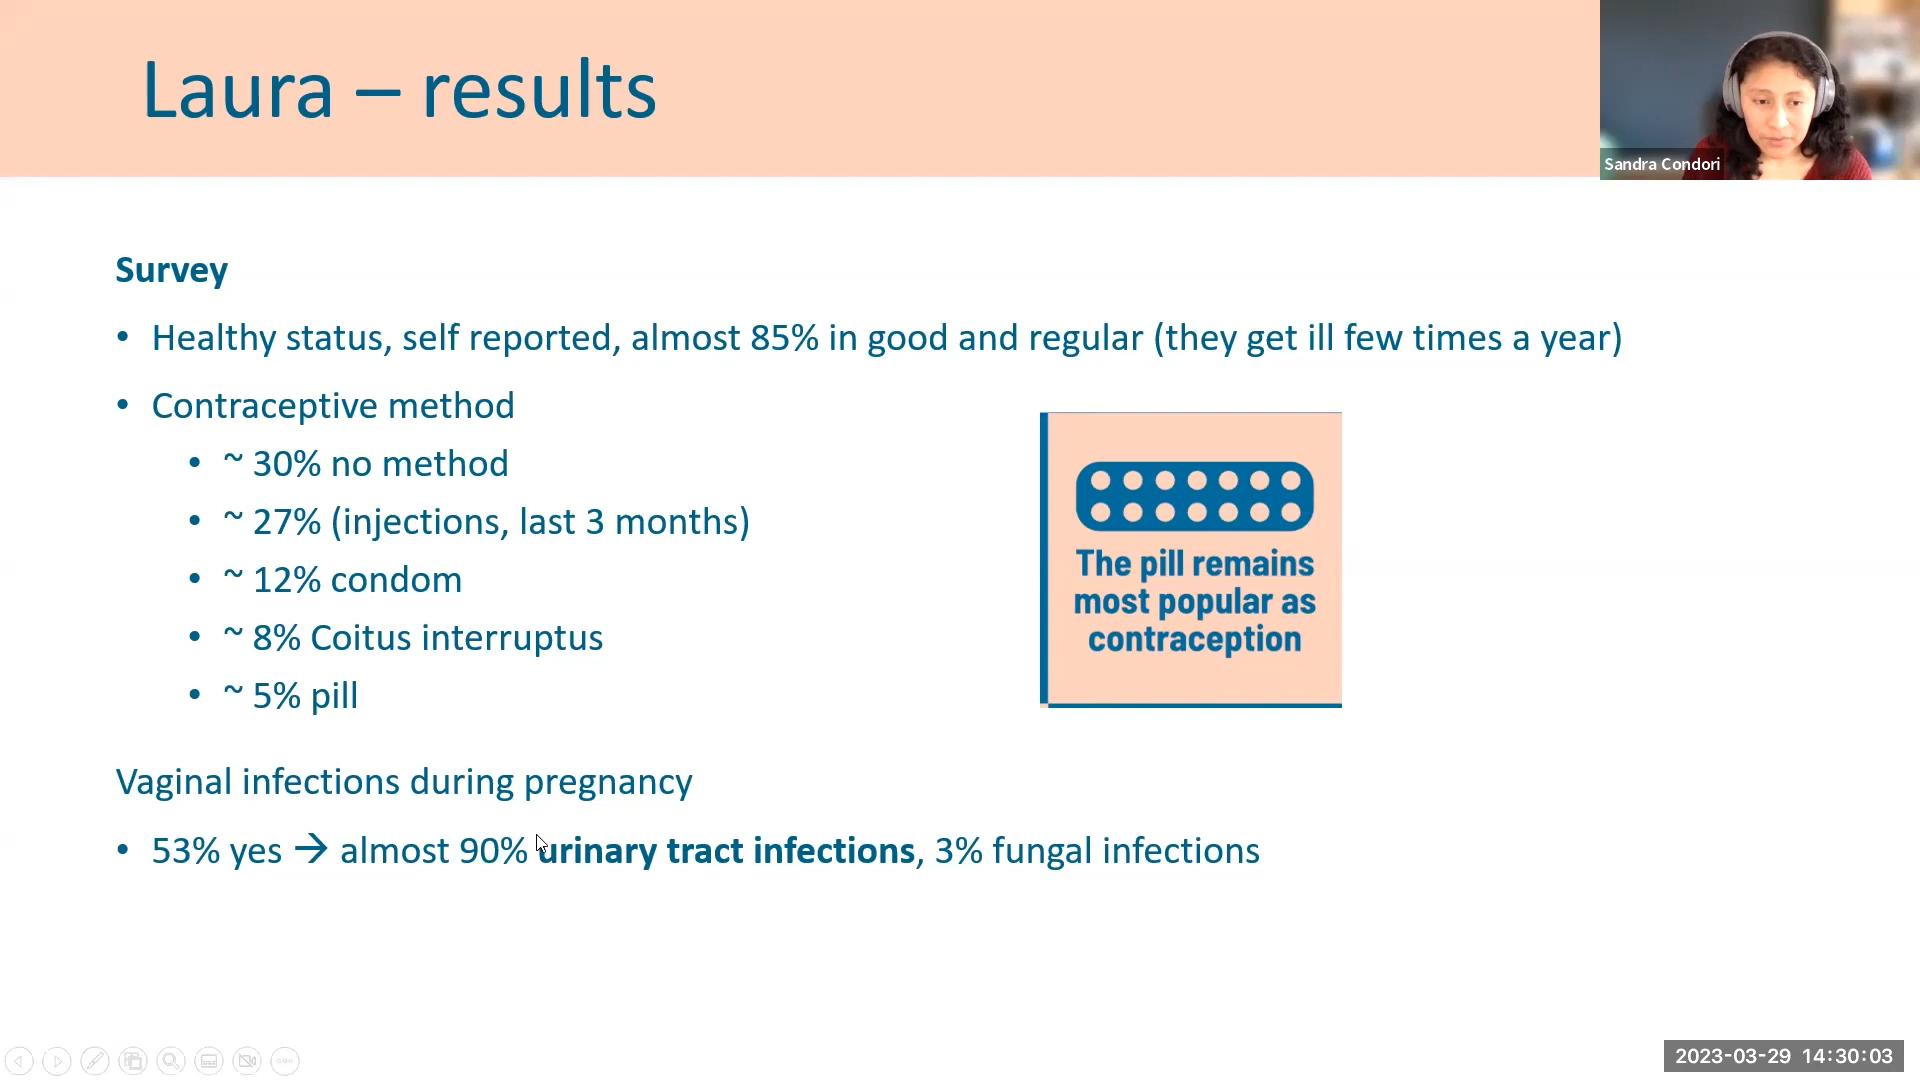 Laura – results
Sandra Condori
Survey
• Healthy status, self reported, almost 85% in good and regular (they get ill few times a year)
• Contraceptive method
• ~ 30% no method
• ~ 27% (injections, last 3 months)
• ~ 12% condom
• ~ 8% Coitus interruptus
• ~ 5% pill
The pill remains
most popular as
contraception
Vaginal infections during pregnancy
• 53% yes → almost 90% urinary tract infections, 3% fungal infections
2023-03-29 14:30:03